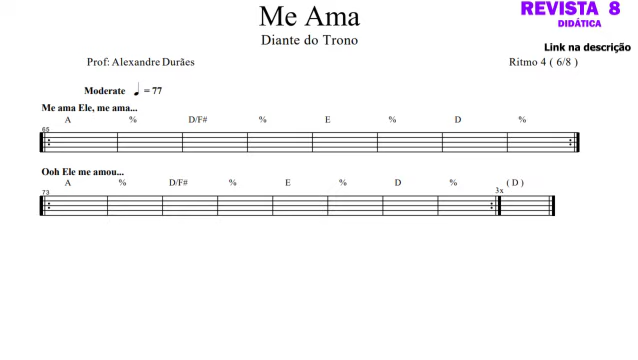 Me Ama
REVISTA 8
DIDÁTICA
Diante do Trono
Link na descrição
Prof: Alexandre Durães
Ritmo 4 ( 6/8 )
Moderate ♩ = 77
Me ama Ele, me ama...
A % D/F# % E % D %
65
Ooh Ele me amou...
A % D/F# % E % D % ( D )
73
3x